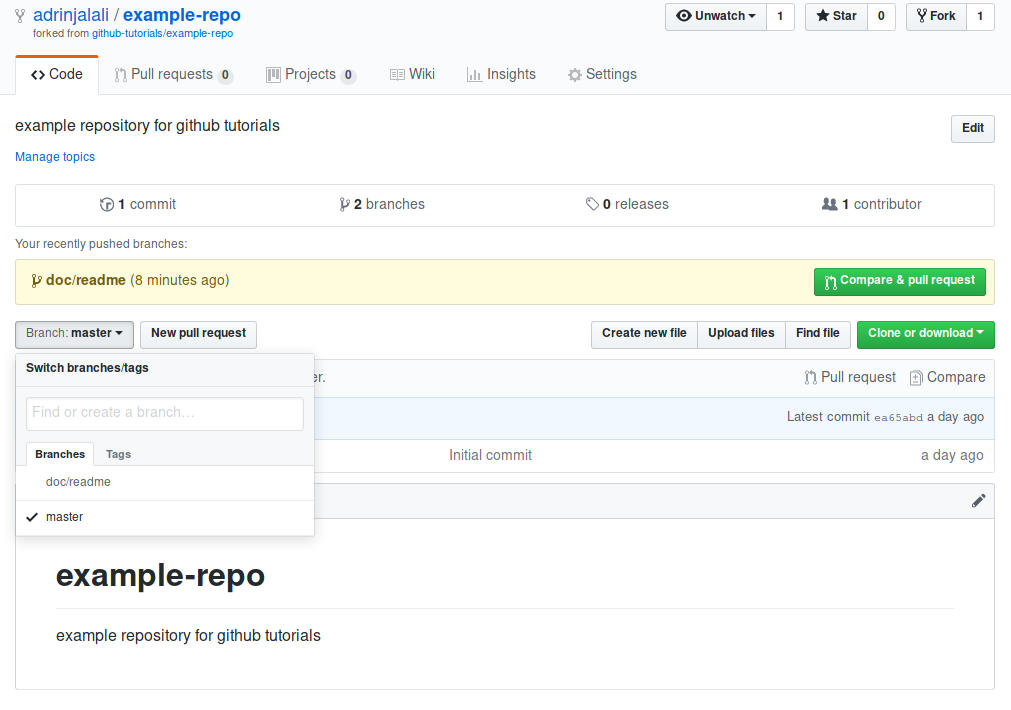 adrinjalali / example-repo
forked from github-tutorials/example-repo
Unwatch 1 Star 0 Fork 1
Code Pull requests 0 Projects 0 Wiki Insights Settings
example repository for github tutorials
Edit
Manage topics
1 commit 2 branches 0 releases 1 contributor
Your recently pushed branches:
doc/readme (8 minutes ago) Compare & pull request
Branch: master New pull request Create new file Upload files Find file Clone or download
Switch branches/tags
Pull request Compare
Find or create a branch…
Latest commit ea65abd a day ago
Branches Tags
Initial commit a day ago
doc/readme
master
example-repo
example repository for github tutorials